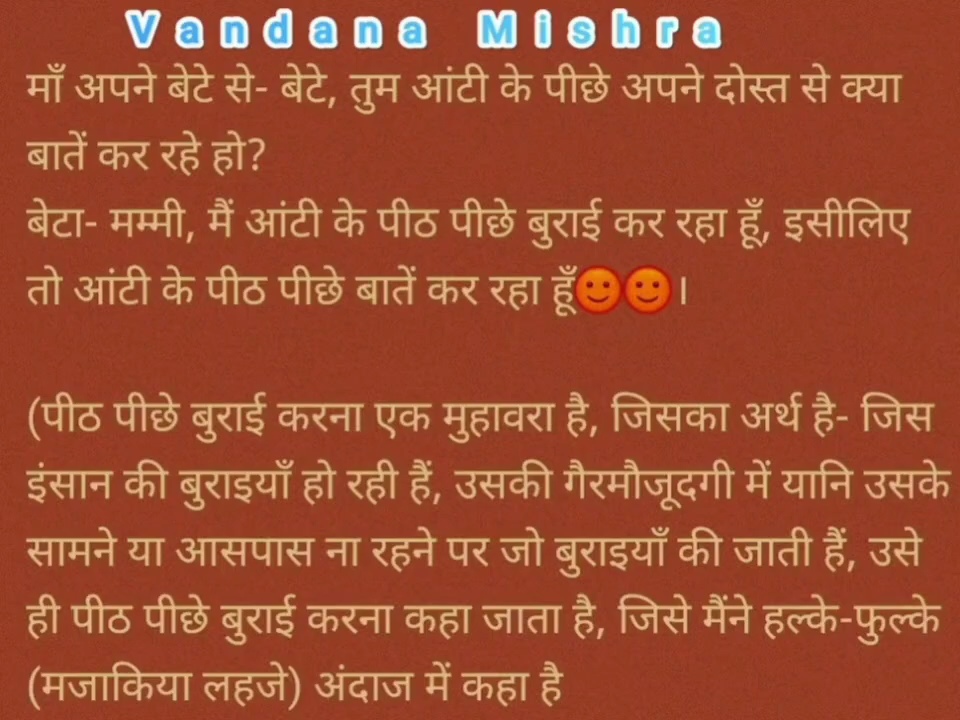 Vandana Mishra
माँ अपने बेटे से- बेटे, तुम आंटी के पीछे अपने दोस्त से क्या
बातें कर रहे हो?
बेटा- मम्मी, मैं आंटी के पीठ पीछे बुराई कर रहा हूँ, इसीलिए
तो आंटी के पीठ पीछे बातें कर रहा हूँ🙂🙂।
(पीठ पीछे बुराई करना एक मुहावरा है, जिसका अर्थ है- जिस
इंसान की बुराइयाँ हो रही हैं, उसकी गैरमौजूदगी में यानि उसके
सामने या आसपास ना रहने पर जो बुराइयाँ की जाती हैं, उसे
ही पीठ पीछे बुराई करना कहा जाता है, जिसे मैंने हल्के-फुल्के
(मजाकिया लहजे) अंदाज में कहा है